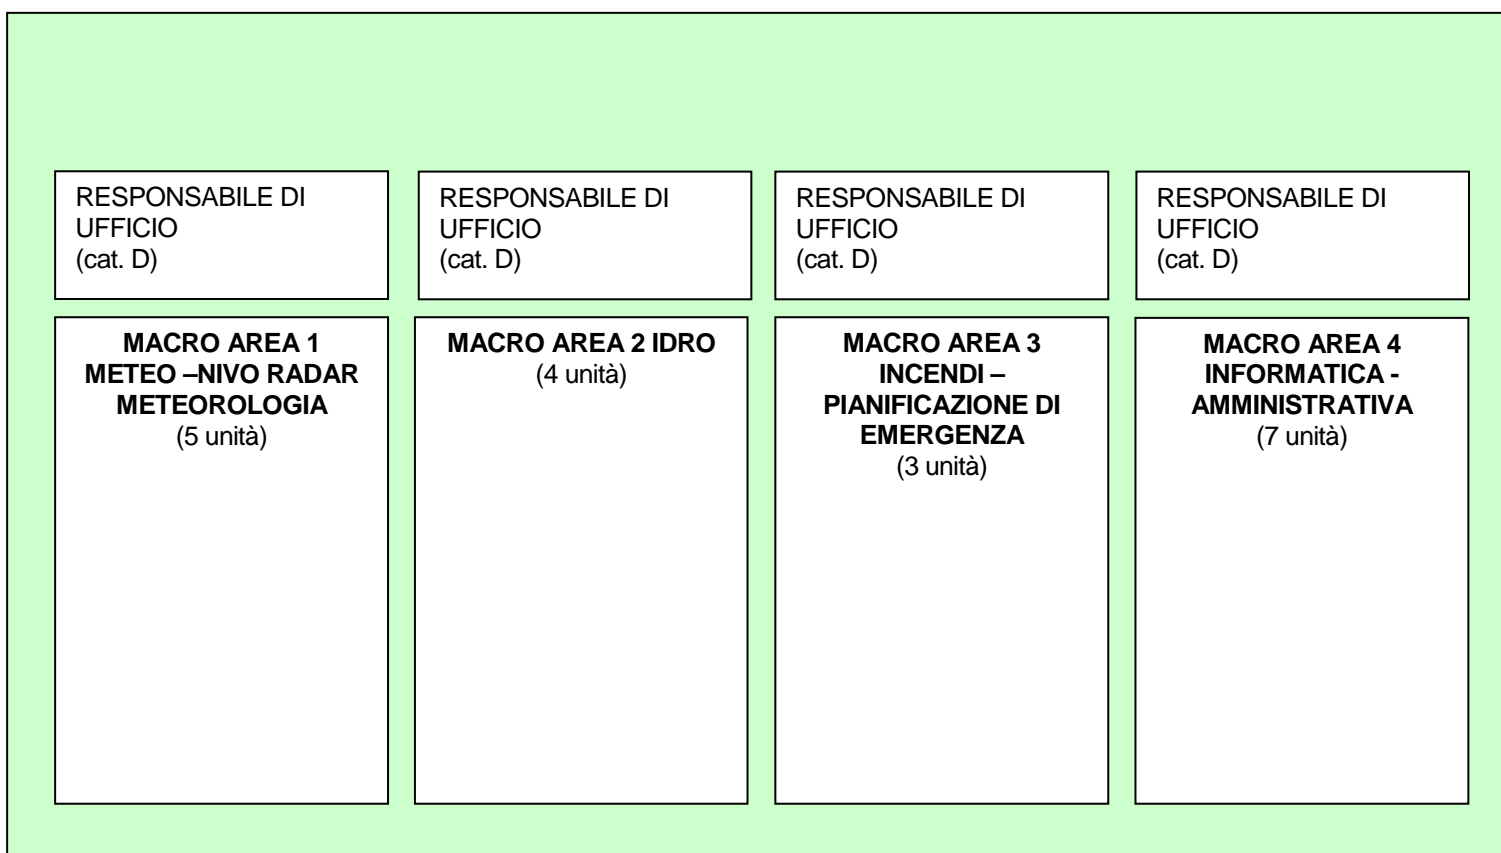 RESPONSABILE DI
UFFICIO
(cat. D)
RESPONSABILE DI
UFFICIO
(cat. D)
RESPONSABILE DI
UFFICIO
(cat. D)
RESPONSABILE DI
UFFICIO
(cat. D)
MACRO AREA 1
METEO –NIVO RADAR
METEOROLOGIA
(5 unità)
MACRO AREA 2 IDRO
(4 unità)
MACRO AREA 3
INCENDI –
PIANIFICAZIONE DI
EMERGENZA
(3 unità)
MACRO AREA 4
INFORMATICA -
AMMINISTRATIVA
(7 unità)